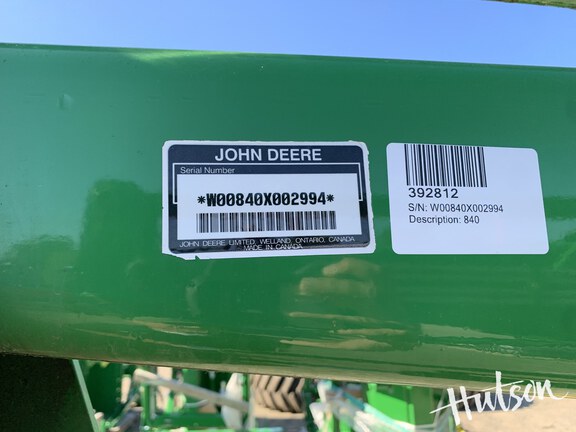 JOHN DEERE
Serial Number
*W00840X002994*
JOHN DEERE LIMITED, WELLAND, ONTARIO, CANADA
MADE IN CANADA
392812
S/N: W00840X002994
Description: 840
Hutson